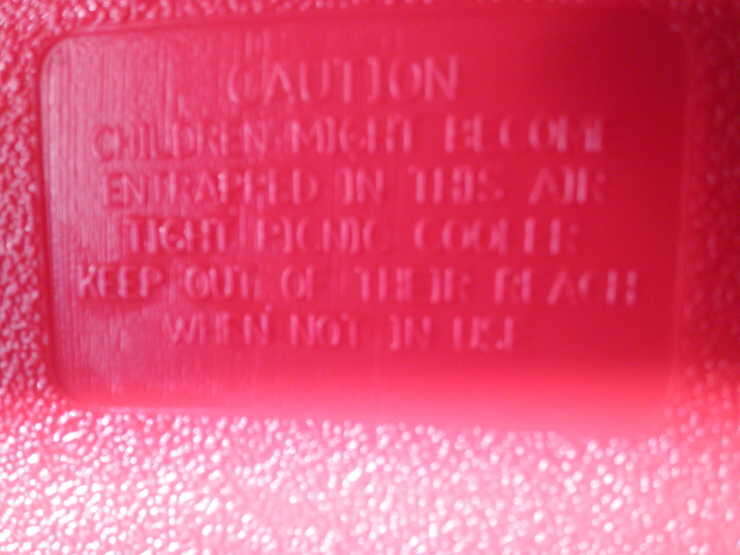 CAUTION
CHILDREN MIGHT BECOME
ENTRAPPED IN THIS AIR
TIGHT PICNIC COOLER
KEEP OUT OF THEIR REACH
WHEN NOT IN USE